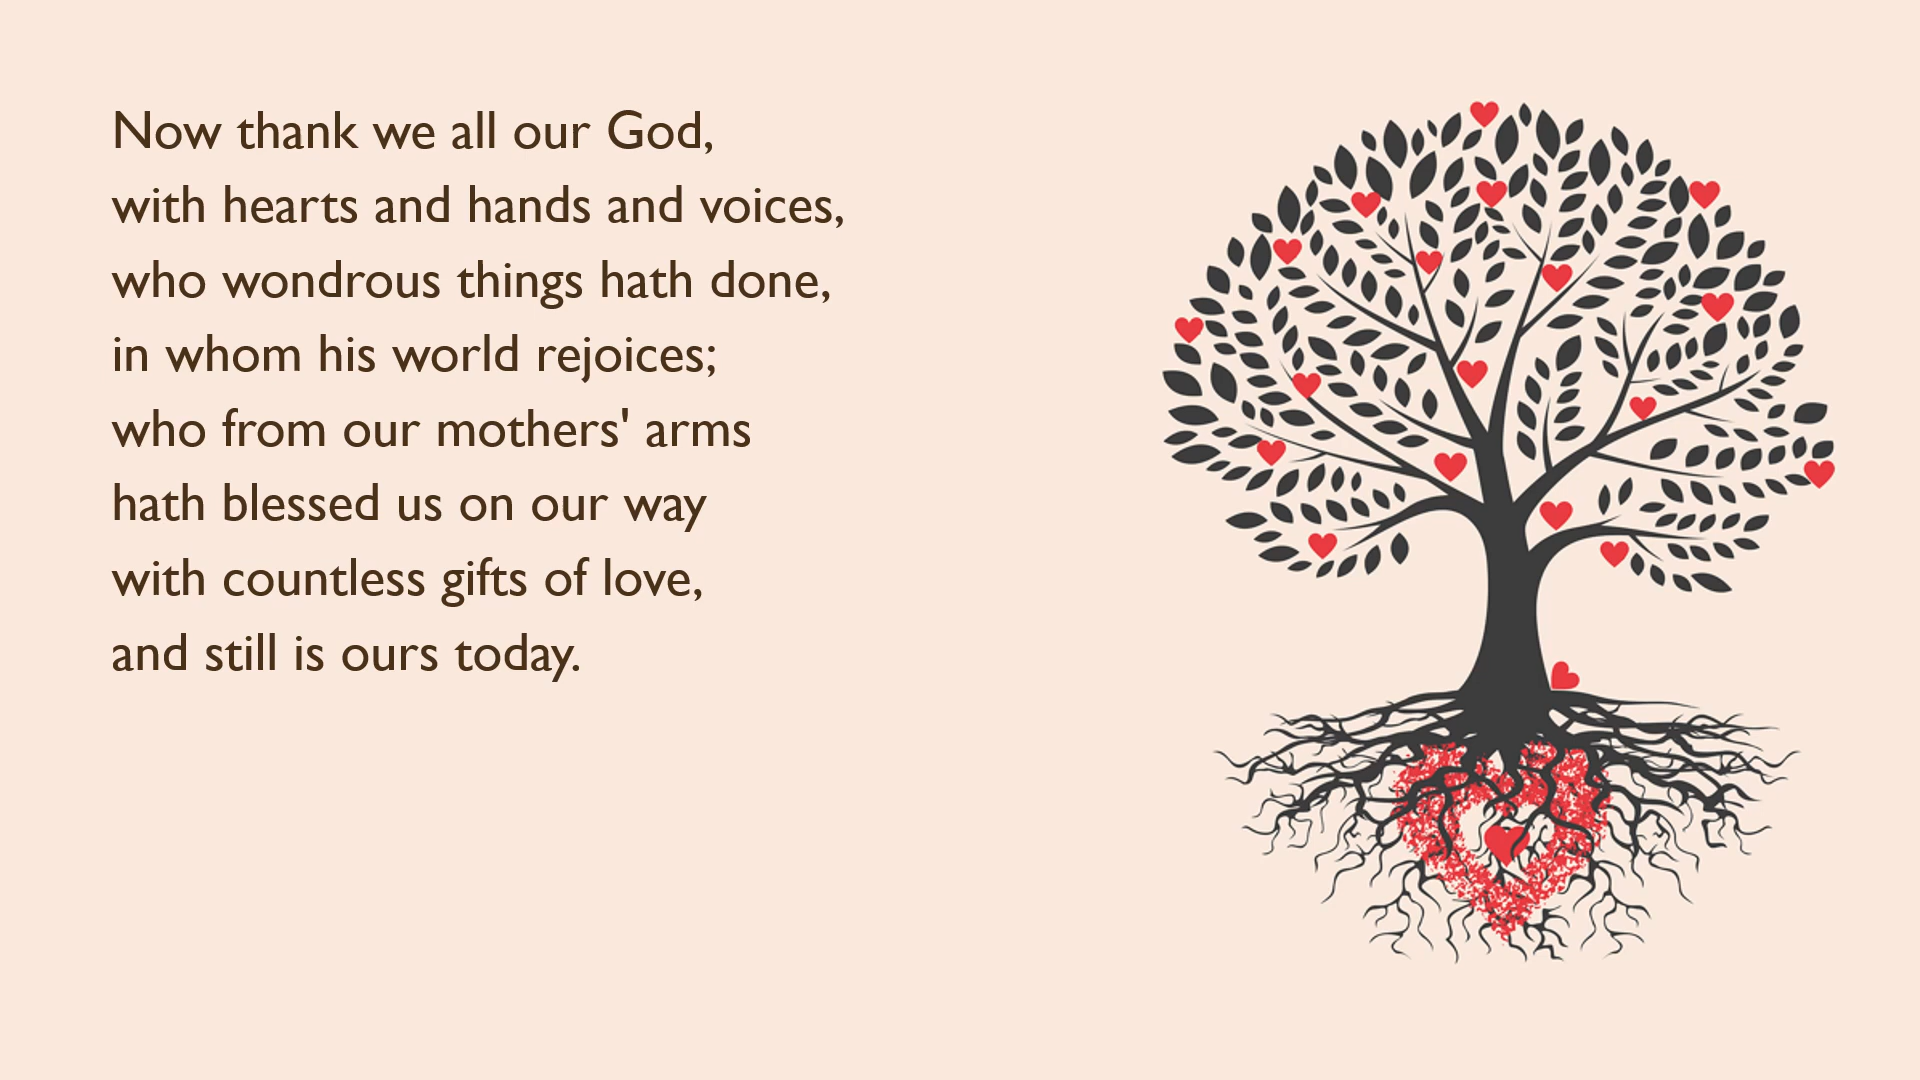 Now thank we all our God,
with hearts and hands and voices,
who wondrous things hath done,
in whom his world rejoices;
who from our mothers' arms
hath blessed us on our way
with countless gifts of love,
and still is ours today.